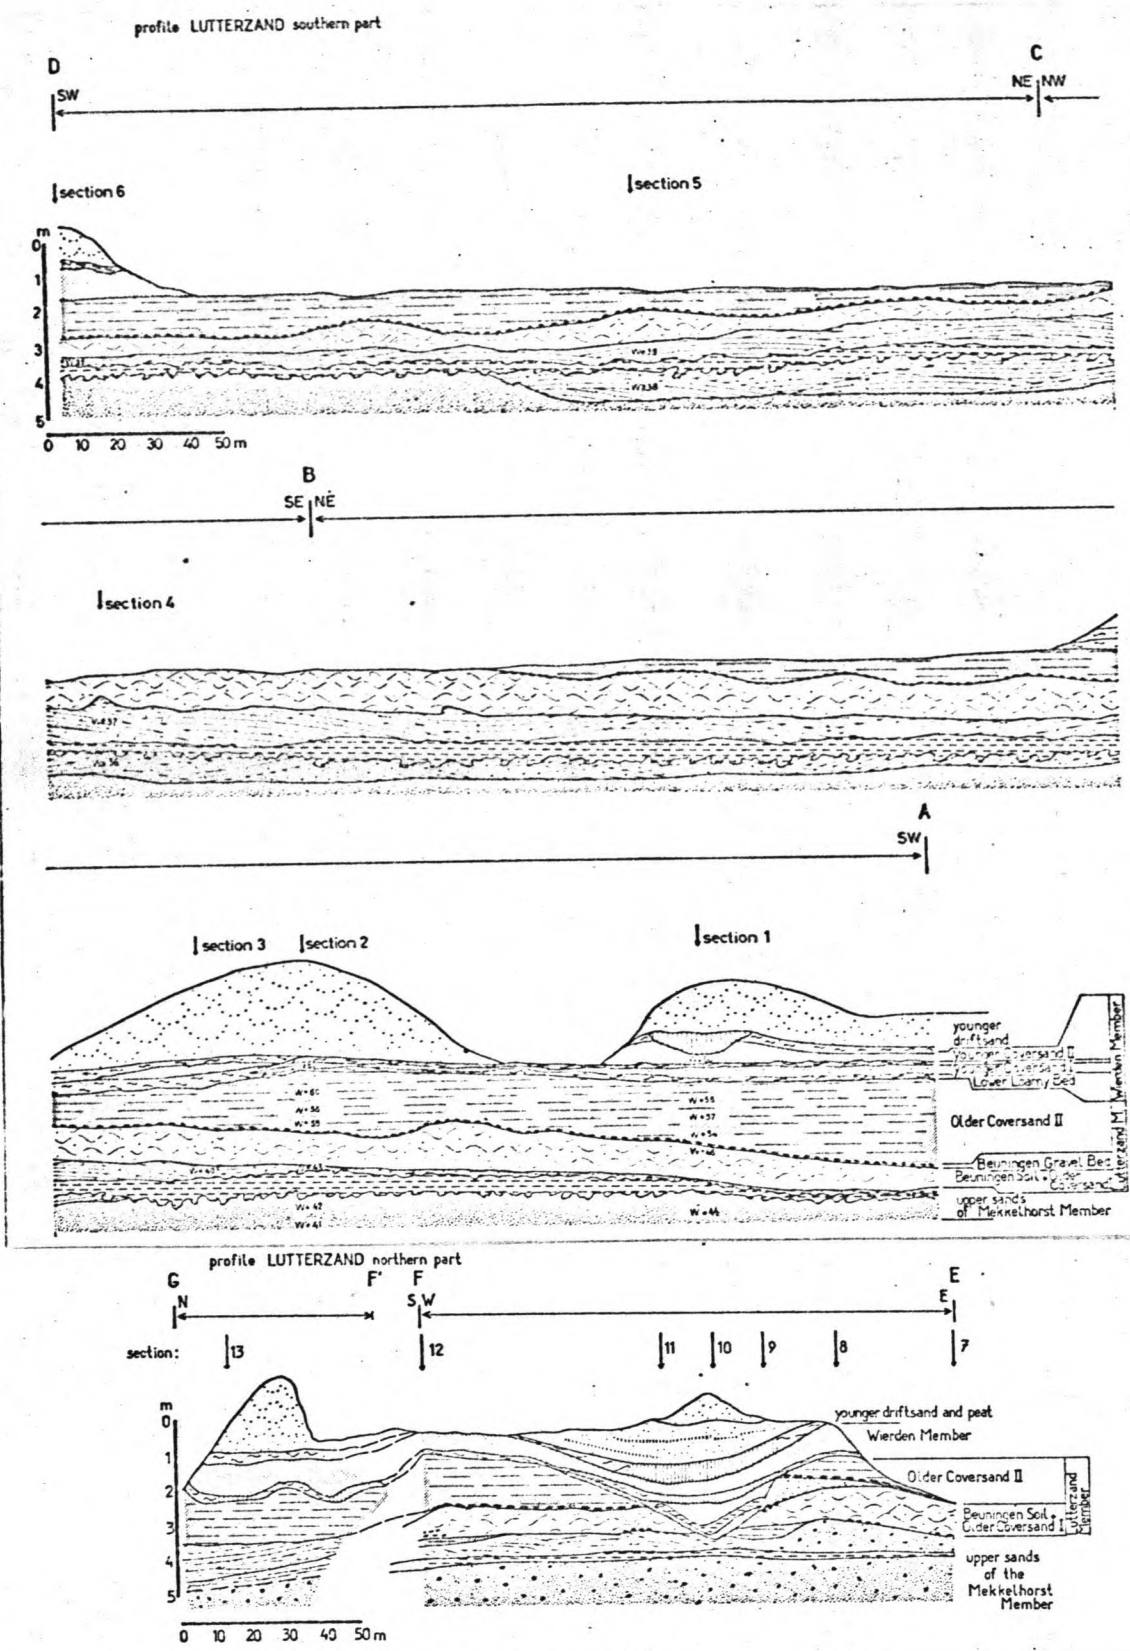 profile LUTTERZAND southern part
D
C
SW
NE NW
section 6
section 5
m
0
1
2
3
4
5
0 10 20 30 40 50 m
B
SE NE
section 4
A
SW
section 3
section 2
section 1
younger
driftsand
younger Coversand II
younger Coversand I
Lower Loamy Bed
Older Coversand II
Beuningen Gravel Bed
upper sands
of Mekkelhorst Member
Wierden Member
profile LUTTERZAND northern part
G
F'
F
E
N
S W
E
section:
13
12
11
10
9
8
7
m
0
1
2
3
4
5
younger driftsand and peat
Wierden Member
Older Coversand II
Beuningen Soil +
Older Coversand I
Lutterzand
Member
upper sands
of the
Mekkelhorst
Member
0 10 20 30 40 50 m